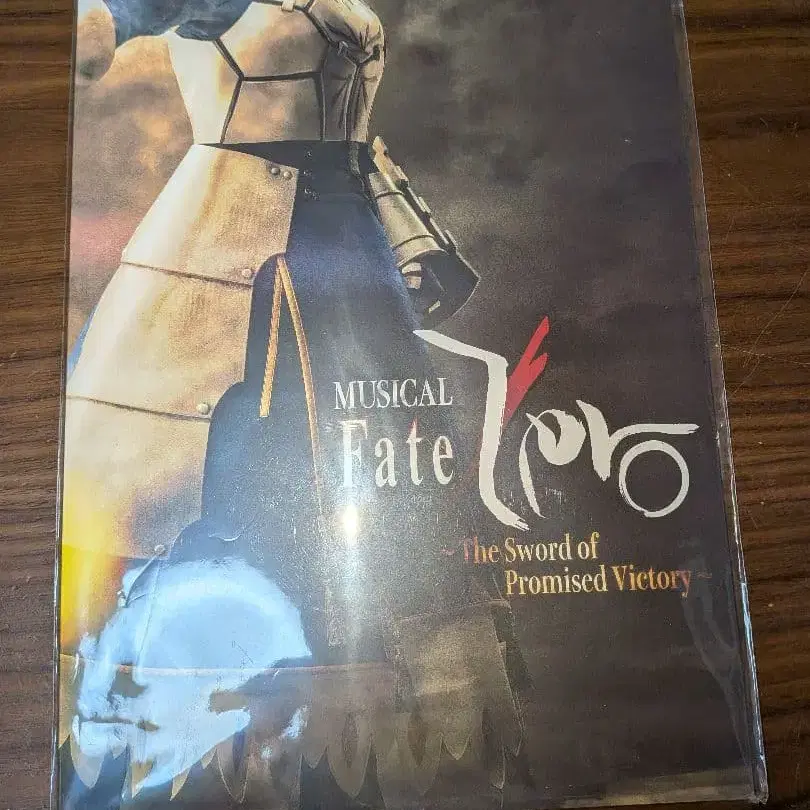 MUSICAL
Fate/Zero
~The Sword of
Promised Victory~